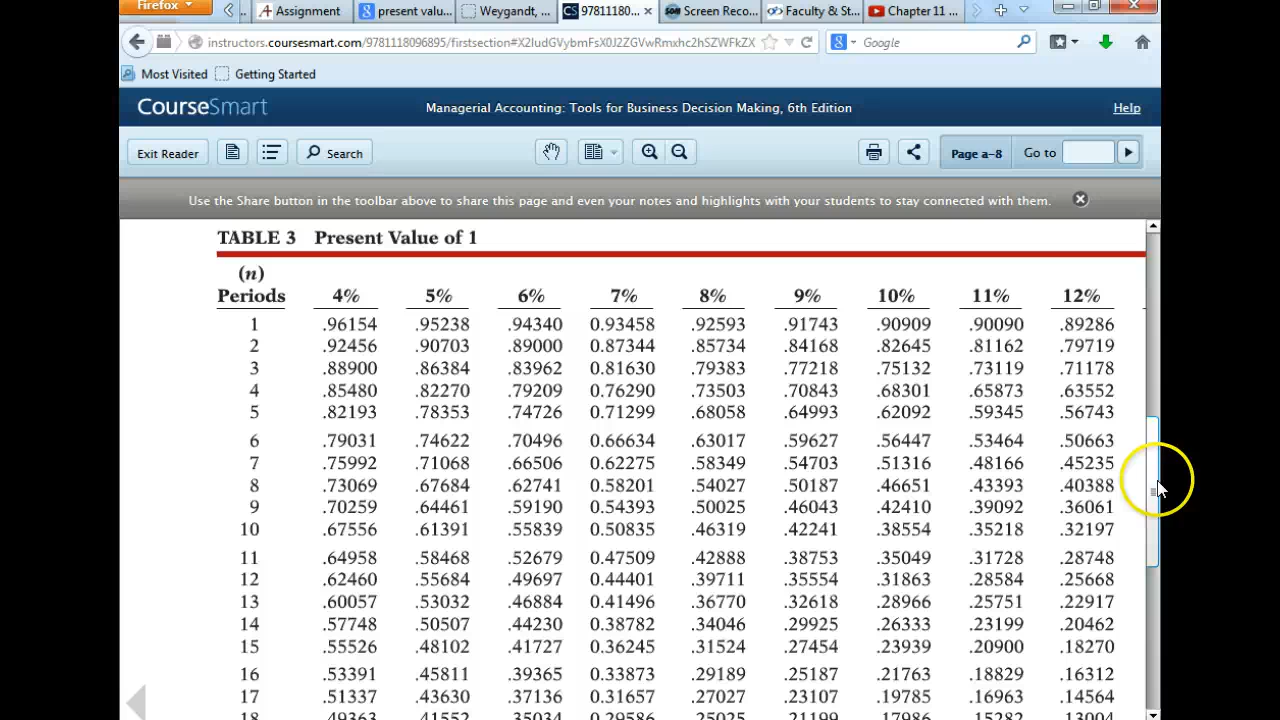 Firefox
Assignment
present valu...
Weygandt, ...
CS 97811180...
Screen Reco...
Faculty & St...
Chapter 11 ...
instructors.coursesmart.com/9781118096895/firstsection#X2ludGVybmFsX0J2ZGVwRmxhc2hSZWFkZX
Google
Most Visited
Getting Started
CourseSmart
Managerial Accounting: Tools for Business Decision Making, 6th Edition
Help
Exit Reader
Search
Page a-8
Go to
Use the Share button in the toolbar above to share this page and even your notes and highlights with your students to stay connected with them.
TABLE 3 Present Value of 1
(n)
Periods 4% 5% 6% 7% 8% 9% 10% 11% 12%
1 .96154 .95238 .94340 0.93458 .92593 .91743 .90909 .90090 .89286
2 .92456 .90703 .89000 0.87344 .85734 .84168 .82645 .81162 .79719
3 .88900 .86384 .83962 0.81630 .79383 .77218 .75132 .73119 .71178
4 .85480 .82270 .79209 0.76290 .73503 .70843 .68301 .65873 .63552
5 .82193 .78353 .74726 0.71299 .68058 .64993 .62092 .59345 .56743
6 .79031 .74622 .70496 0.66634 .63017 .59627 .56447 .53464 .50663
7 .75992 .71068 .66506 0.62275 .58349 .54703 .51316 .48166 .45235
8 .73069 .67684 .62741 0.58201 .54027 .50187 .46651 .43393 .40388
9 .70259 .64461 .59190 0.54393 .50025 .46043 .42410 .39092 .36061
10 .67556 .61391 .55839 0.50835 .46319 .42241 .38554 .35218 .32197
11 .64958 .58468 .52679 0.47509 .42888 .38753 .35049 .31728 .28748
12 .62460 .55684 .49697 0.44401 .39711 .35554 .31863 .28584 .25668
13 .60057 .53032 .46884 0.41496 .36770 .32618 .28966 .25751 .22917
14 .57748 .50507 .44230 0.38782 .34046 .29925 .26333 .23199 .20462
15 .55526 .48102 .41727 0.36245 .31524 .27454 .23939 .20900 .18270
16 .53391 .45811 .39365 0.33873 .29189 .25187 .21763 .18829 .16312
17 .51337 .43630 .37136 0.31657 .27027 .23107 .19785 .16963 .14564
18 .49363 .41552 .35034 0.29586 .25025 .21199 .17986 .15282 .13004